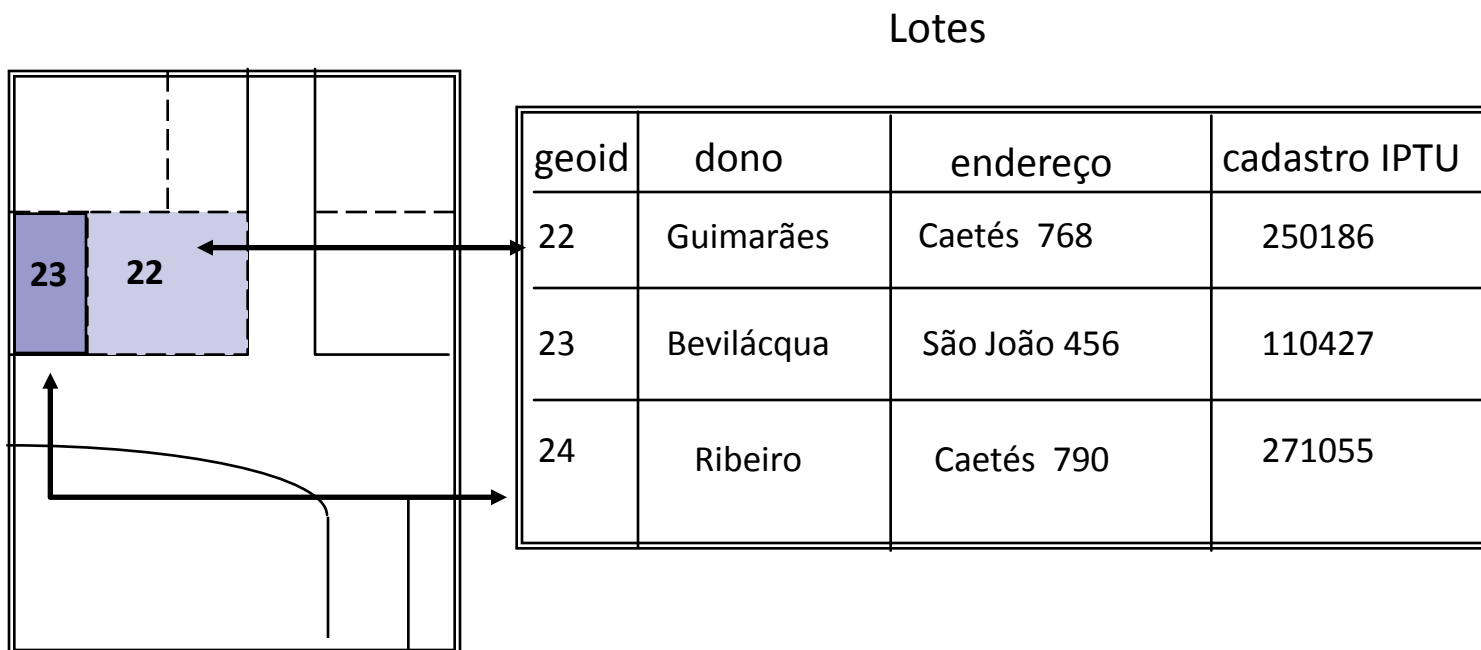 Lotes
geoid dono endereço cadastro IPTU
22 Guimarães Caetés 768 250186
23 Bevilácqua São João 456 110427
24 Ribeiro Caetés 790 271055
23 22